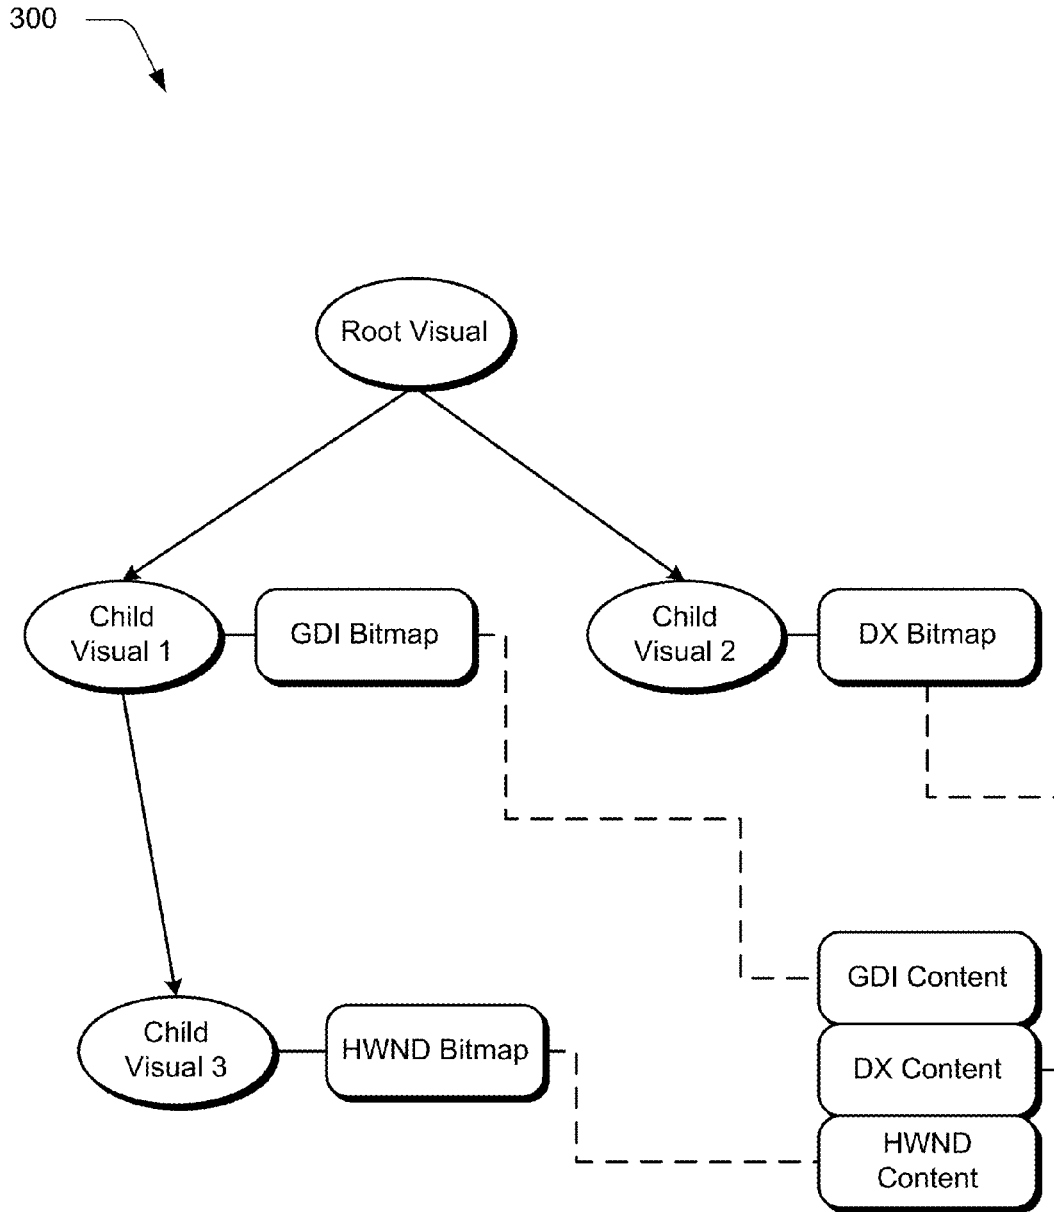 300
Root Visual
Child
Visual 1
GDI Bitmap
Child
Visual 2
DX Bitmap
GDI Content
Child
Visual 3
HWND Bitmap
DX Content
HWND
Content